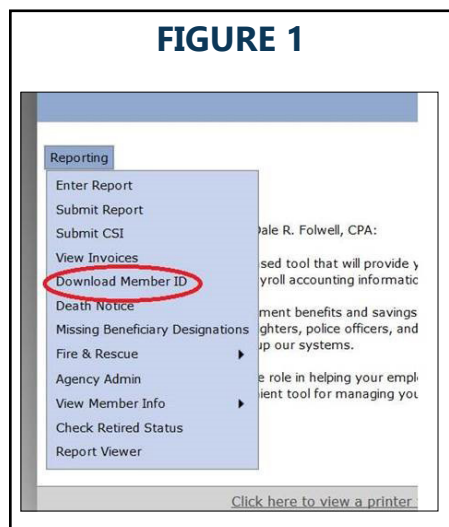 FIGURE 1
Reporting
Enter Report
Submit Report
Submit CSI
View Invoices
Download Member ID
Death Notice
Missing Beneficiary Designations
Fire & Rescue
Agency Admin
View Member Info
Check Retired Status
Report Viewer
Dale R. Folwell, CPA:
sed tool that will provide y
yroll accounting informatio
ment benefits and savings
ghters, police officers, and
up our systems.
e role in helping your empl
ient tool for managing you
Click here to view a printer